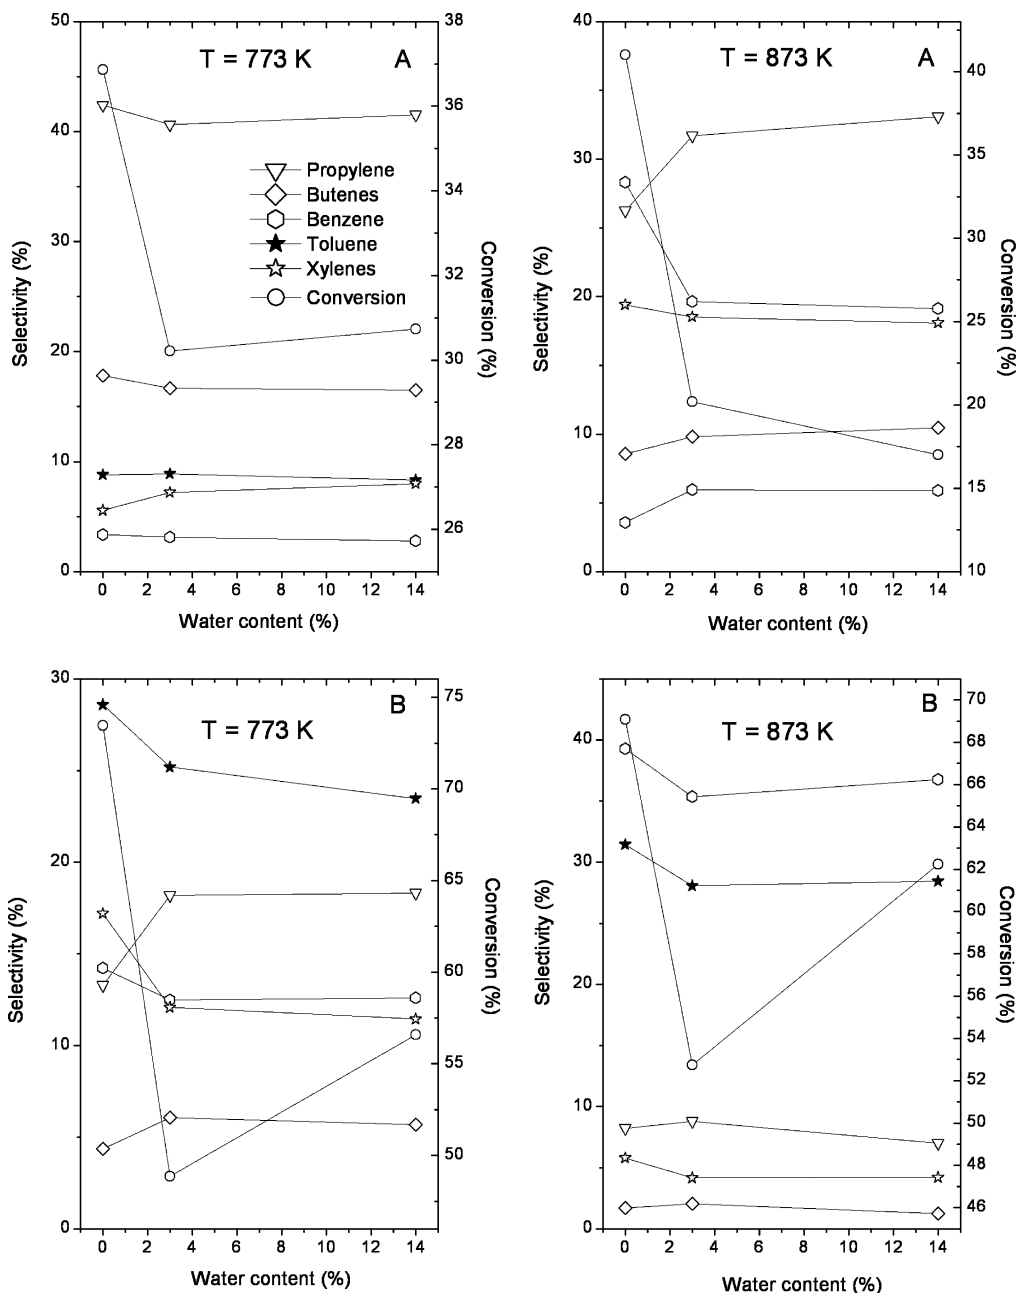 T = 773 K
A
Propylene
Butenes
Benzene
Toluene
Xylenes
Conversion
50
40
30
20
10
0
38
36
34
32
30
28
26
Selectivity (%)
Conversion (%)
0 2 4 6 8 10 12 14
Water content (%)
T = 873 K
A
40
30
20
10
0
40
35
30
25
20
15
10
Selectivity (%)
Conversion (%)
0 2 4 6 8 10 12 14
Water content (%)
T = 773 K
B
30
20
10
0
75
70
65
60
55
50
Selectivity (%)
Conversion (%)
0 2 4 6 8 10 12 14
Water content (%)
T = 873 K
B
40
30
20
10
0
70
68
66
64
62
60
58
56
54
52
50
48
46
Selectivity (%)
Conversion (%)
0 2 4 6 8 10 12 14
Water content (%)